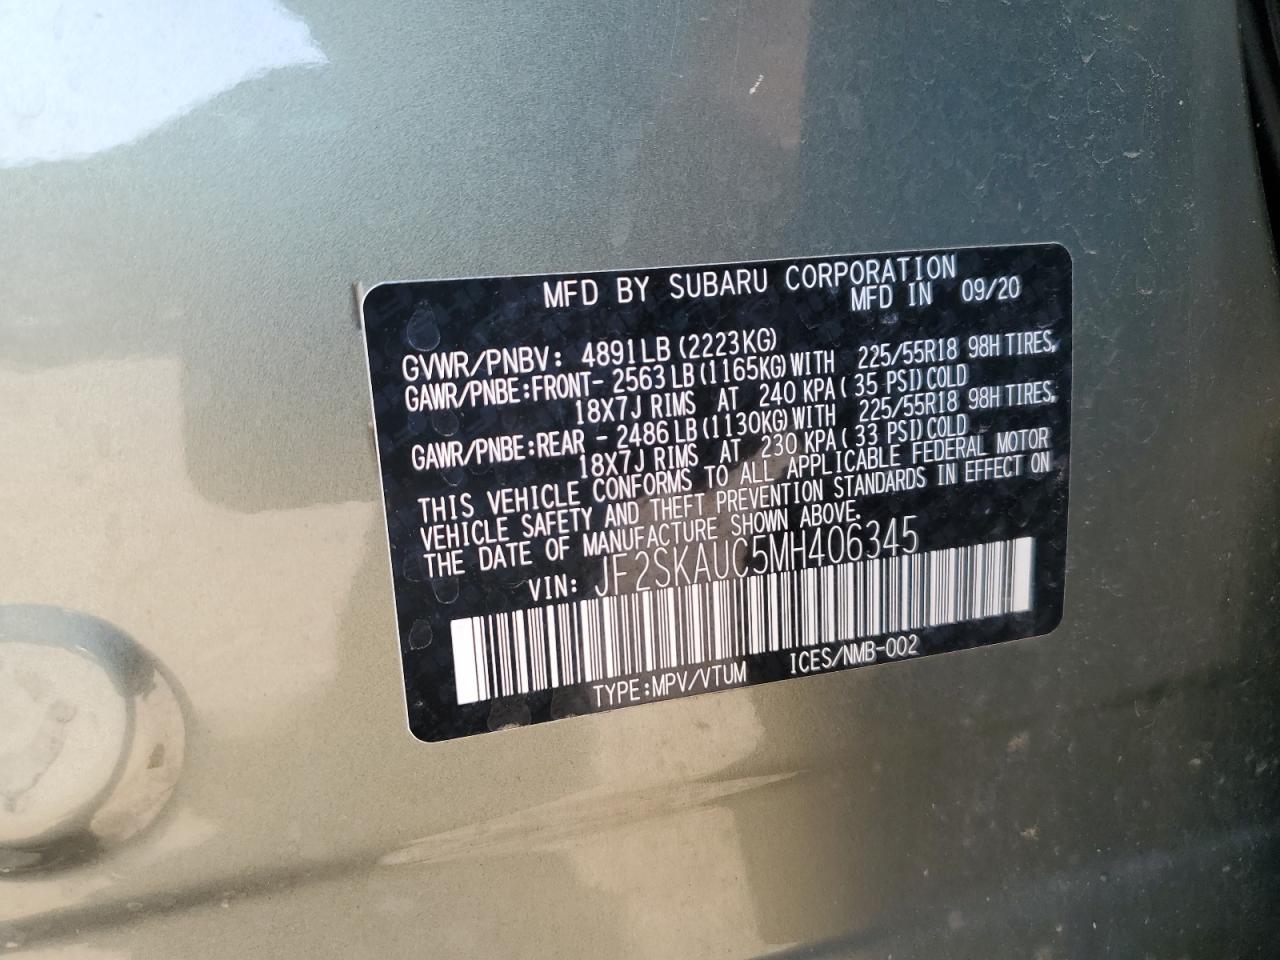 MFD BY SUBARU CORPORATION
MFD IN 09/20
GVWR/PNBV: 4891LB (2223KG)
GAWR/PNBE:FRONT- 2563 LB (1165KG)WITH 225/55R18 98H TIRES,
18X7J RIMS AT 240 KPA (35 PSI)COLD
GAWR/PNBE:REAR - 2486 LB (1130KG)WITH 225/55R18 98H TIRES,
18X7J RIMS AT 230 KPA (33 PSI)COLD
THIS VEHICLE CONFORMS TO ALL APPLICABLE FEDERAL MOTOR
VEHICLE SAFETY AND THEFT PREVENTION STANDARDS IN EFFECT ON
THE DATE OF MANUFACTURE SHOWN ABOVE.
VIN: JF2SKAUC5MH406345
TYPE:MPV/VTUM ICES/NMB-002